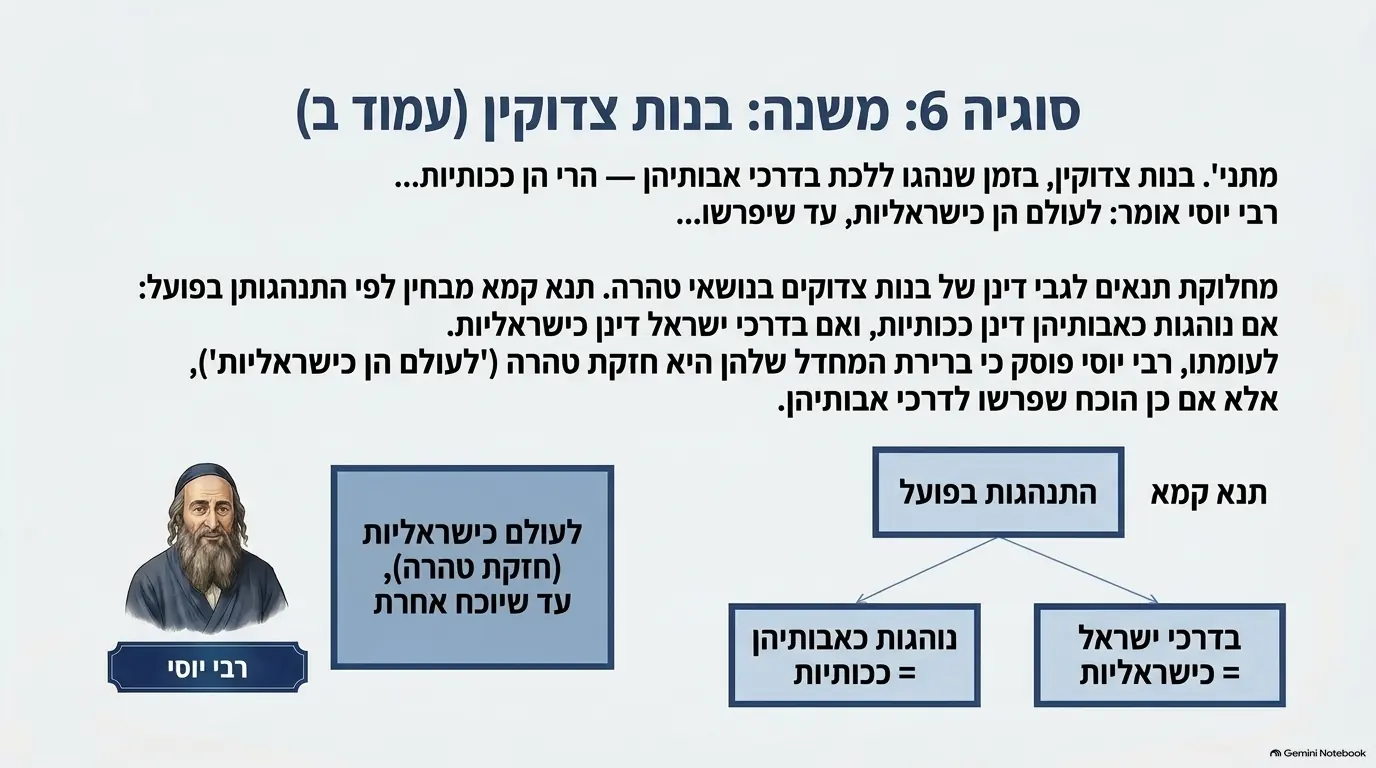 סוגיה 6: משנה: בנות צדוקין (עמוד ב)
מתני'. בנות צדוקין, בזמן שנהגו ללכת בדרכי אבותיהן — הרי הן ככותיות...
רבי יוסי אומר: לעולם הן כישראליות, עד שיפרשו...
מחלוקת תנאים לגבי דינן של בנות צדוקים בנושאי טהרה. תנא קמא מבחין לפי התנהגותן בפועל:
אם נוהגות כאבותיהן דינן ככותיות, ואם בדרכי ישראל דינן כישראליות.
לעומתו, רבי יוסי פוסק כי ברירת המחדל שלהן היא חזקת טהרה ('לעולם הן כישראליות'),
אלא אם כן הוכח שפרשו לדרכי אבותיהן.
תנא קמא
התנהגות בפועל
בדרכי ישראל
= כישראליות
נוהגות כאבותיהן
= ככותיות
לעולם כישראליות
(חזקת טהרה),
עד שיוכח אחרת
רבי יוסי
Gemini Notebook